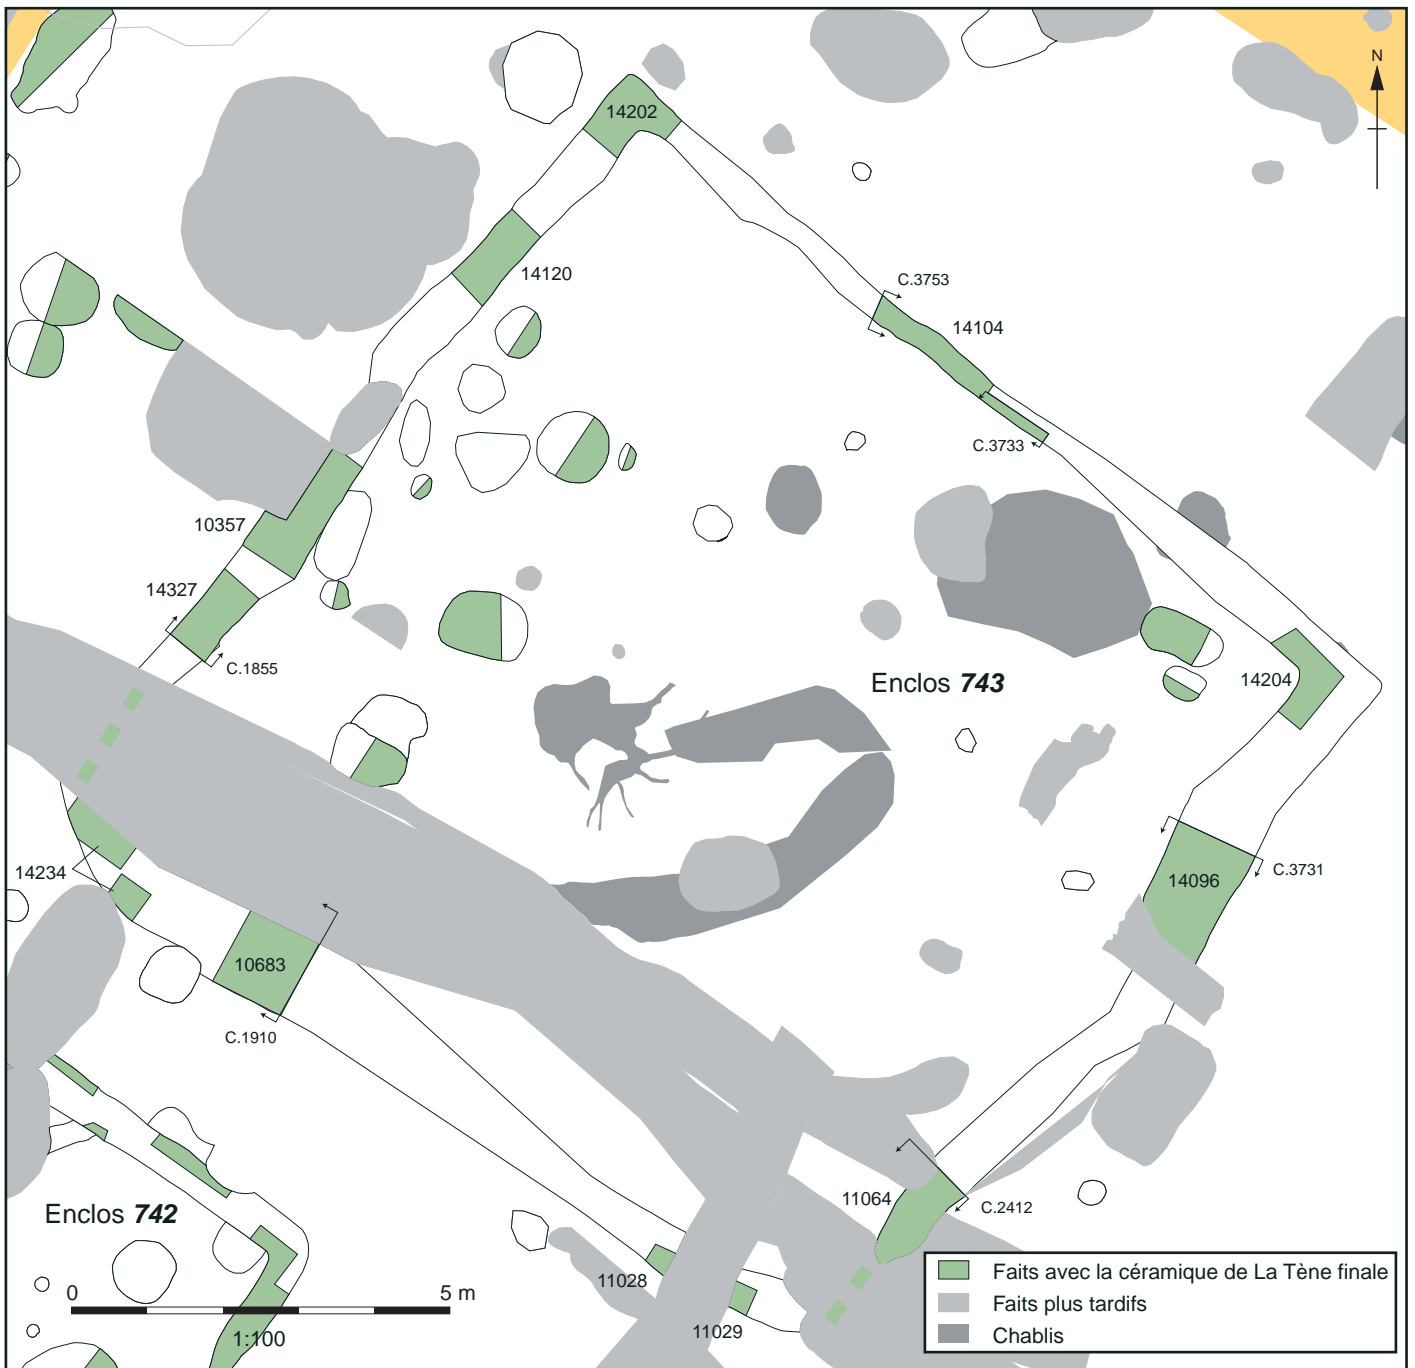 N
14202
14120
C.3753
14104
C.3733
10357
14327
C.1855
Enclos 743
14204
14234
14096
C.3731
10683
C.1910
Enclos 742
11064
C.2412
11028
11029
0 5 m
1:100
Faits avec la céramique de La Tène finale
Faits plus tardifs
Chablis